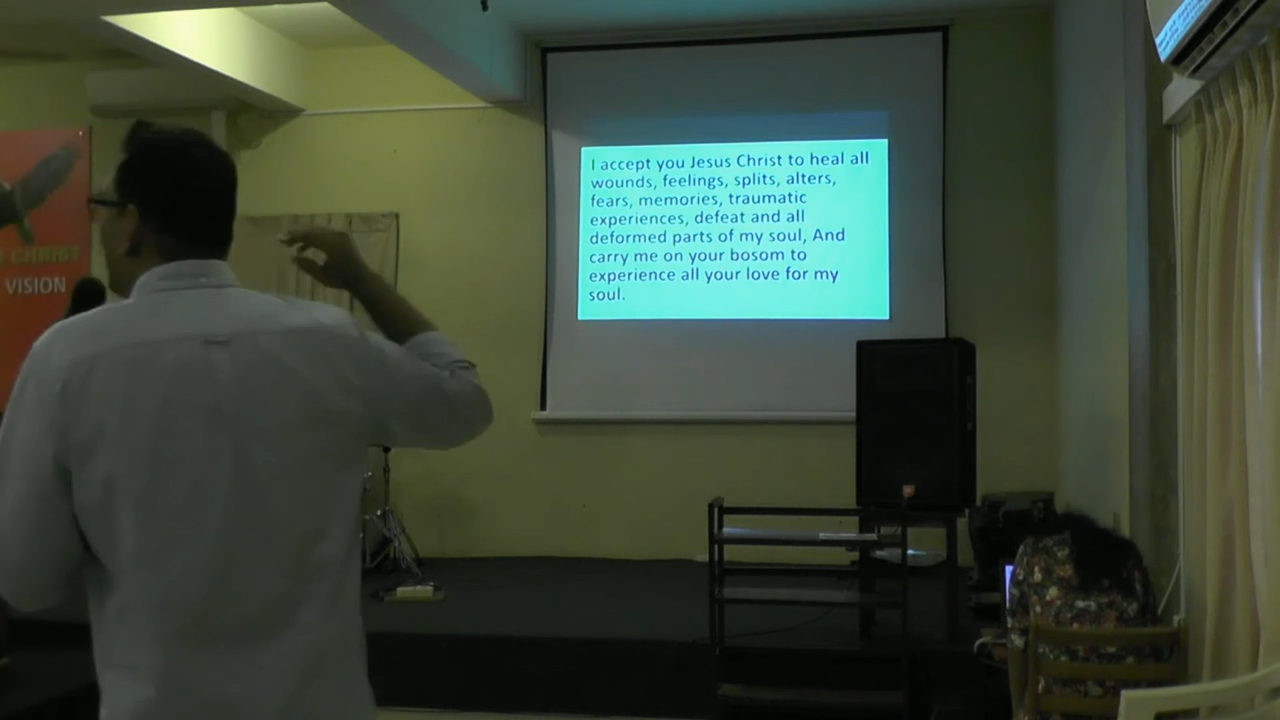 CHRIST
VISION
I accept you Jesus Christ to heal all
wounds, feelings, splits, alters,
fears, memories, traumatic
experiences, defeat and all
deformed parts of my soul, And
carry me on your bosom to
experience all your love for my
soul.